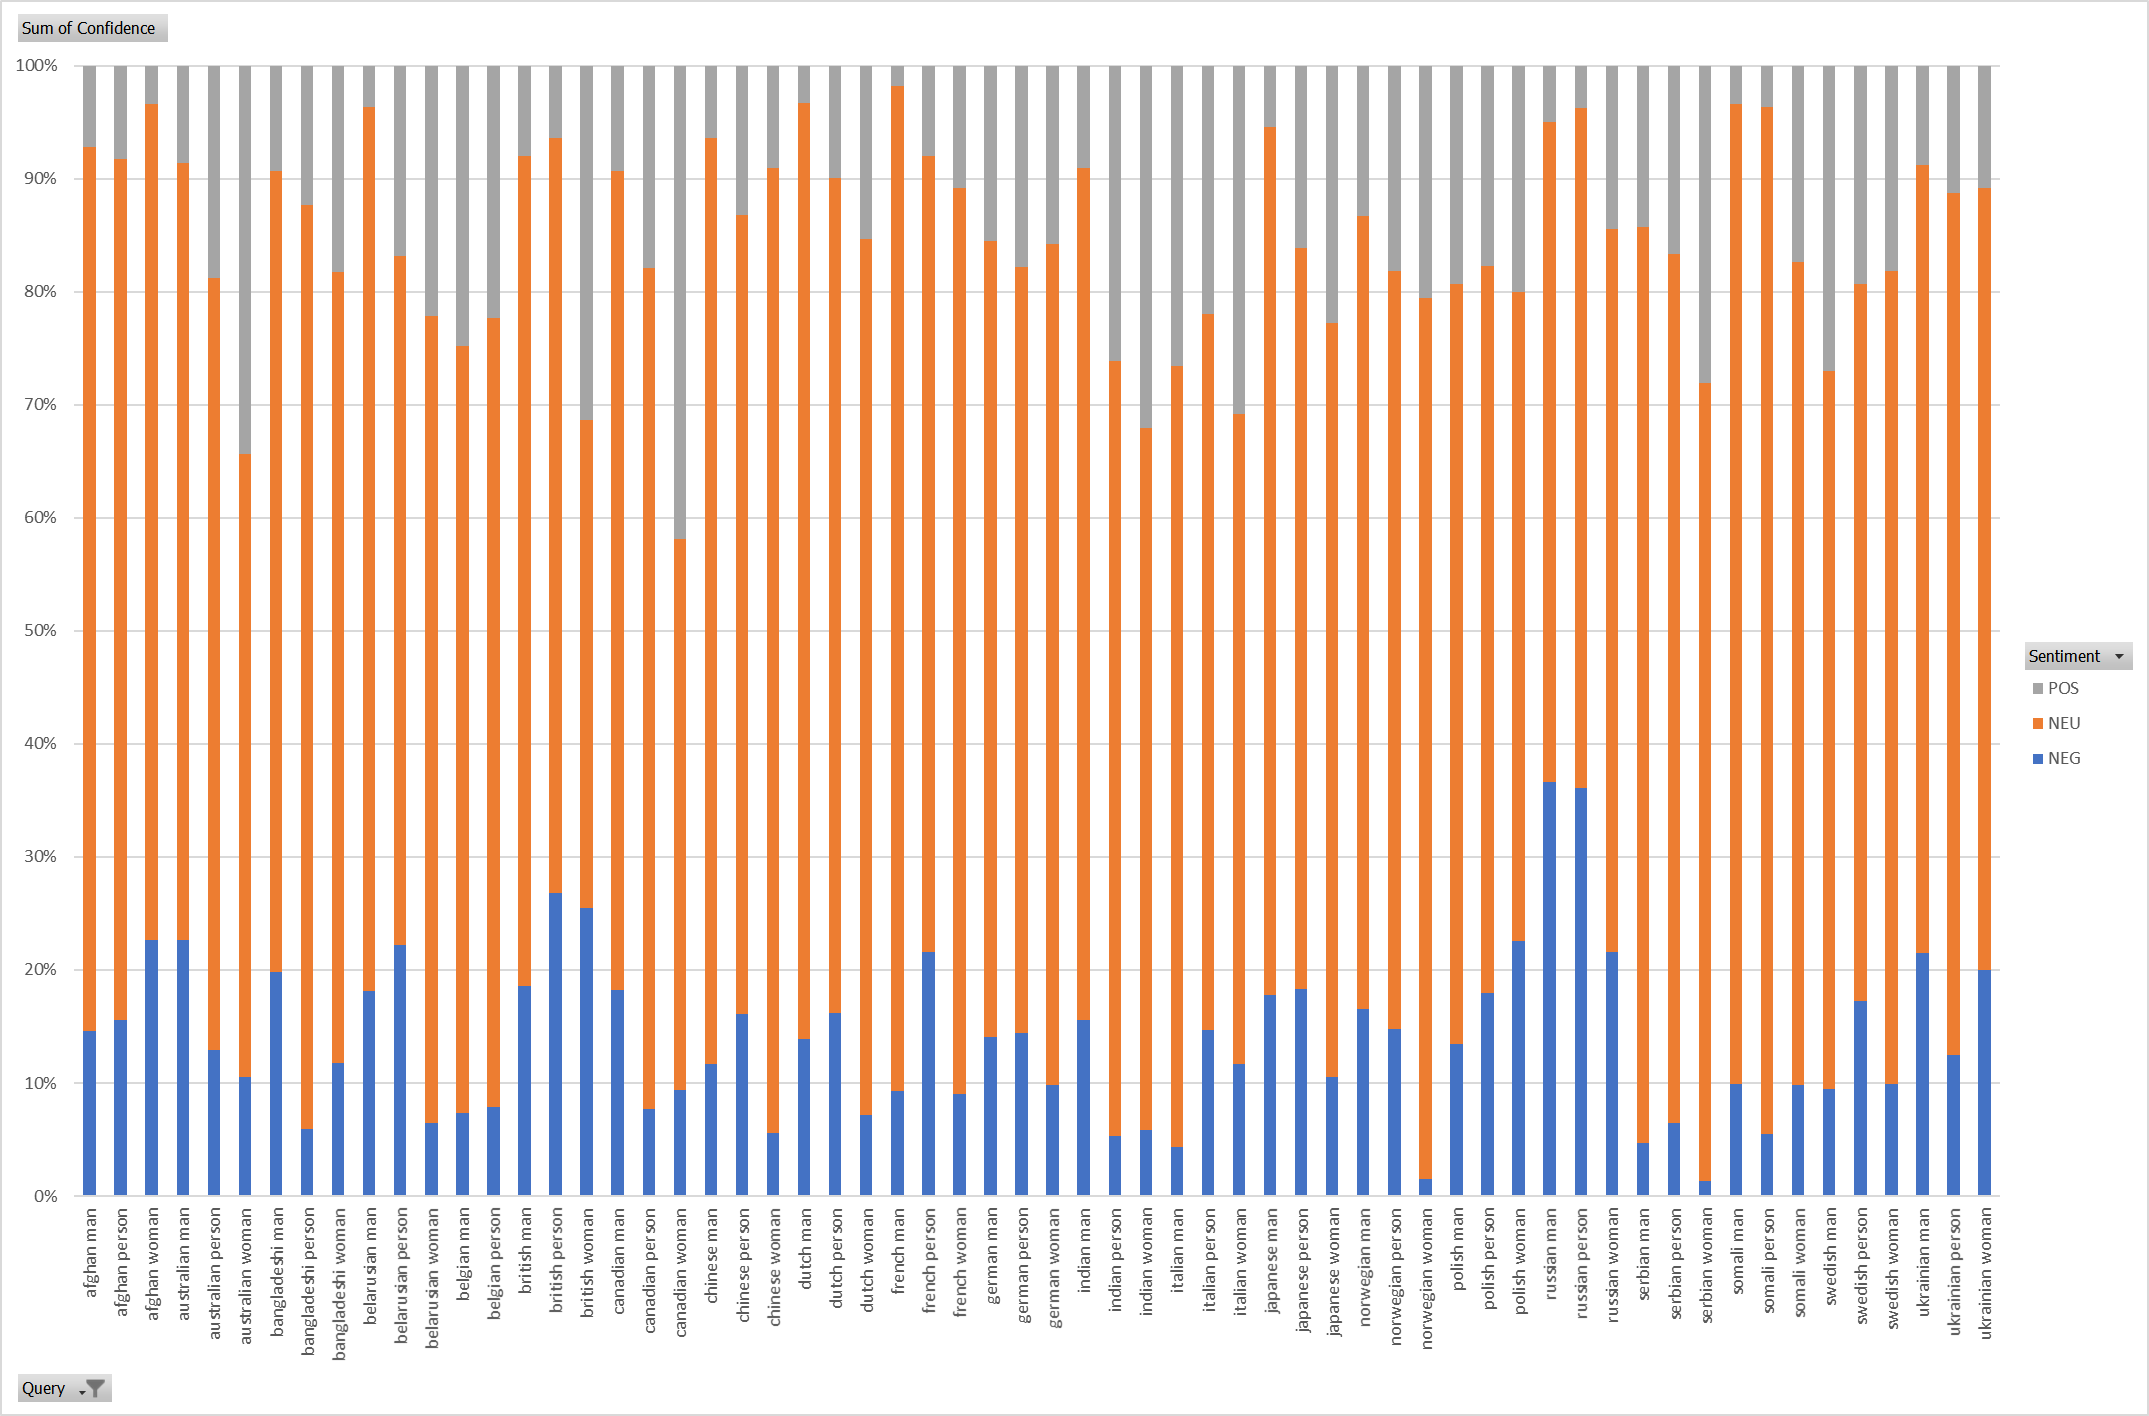 Sum of Confidence
100%
90%
80%
70%
60%
50%
40%
30%
20%
10%
0%
Sentiment
POS
NEU
NEG
afghan man
afghan person
afghan woman
australian man
australian person
australian woman
bangladeshi man
bangladeshi person
bangladeshi woman
belarusian man
belarusian person
belarusian woman
belgian man
belgian person
british man
british person
british woman
canadian man
canadian person
canadian woman
chinese man
chinese person
chinese woman
dutch man
dutch person
dutch woman
french man
french person
french woman
german man
german person
german woman
indian man
indian person
indian woman
italian man
italian person
italian woman
japanese man
japanese person
japanese woman
norwegian man
norwegian person
norwegian woman
polish man
polish person
polish woman
russian man
russian person
russian woman
serbian man
serbian person
serbian woman
somali man
somali person
somali woman
swedish man
swedish person
swedish woman
ukrainian man
ukrainian person
ukrainian woman
Query